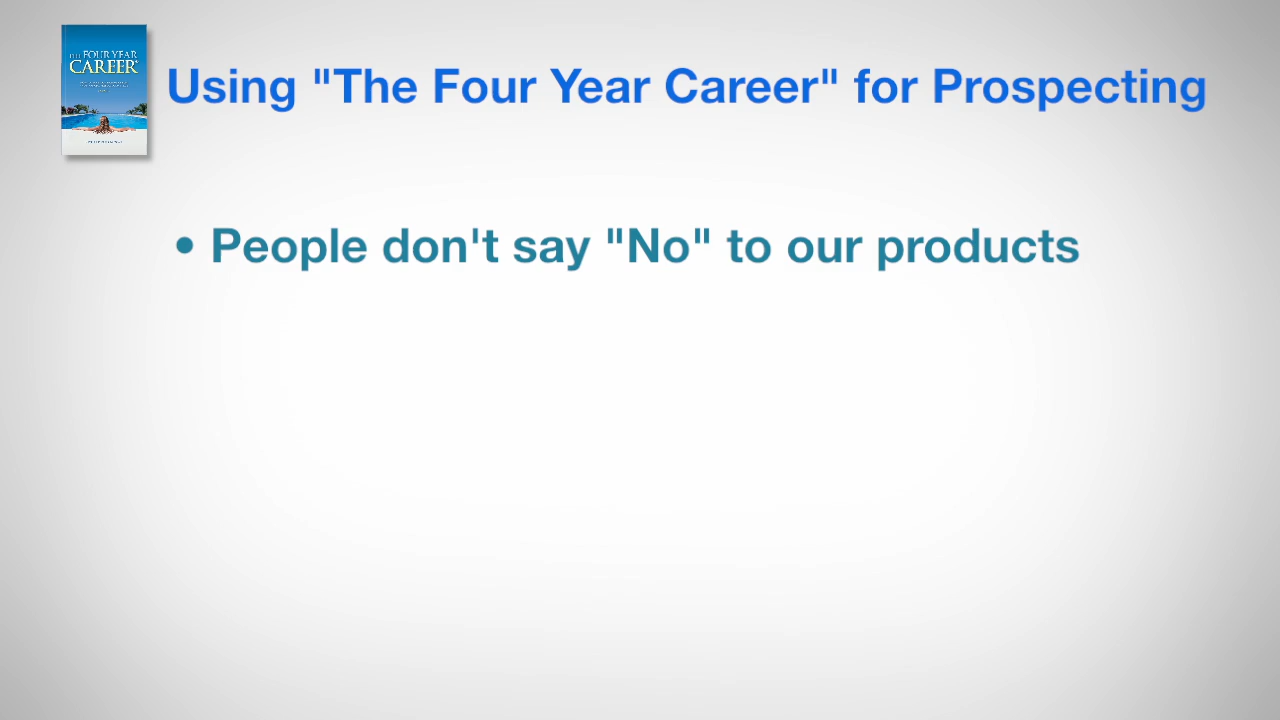 THE FOUR YEAR
CAREER
Using "The Four Year Career" for Prospecting
• People don't say "No" to our products